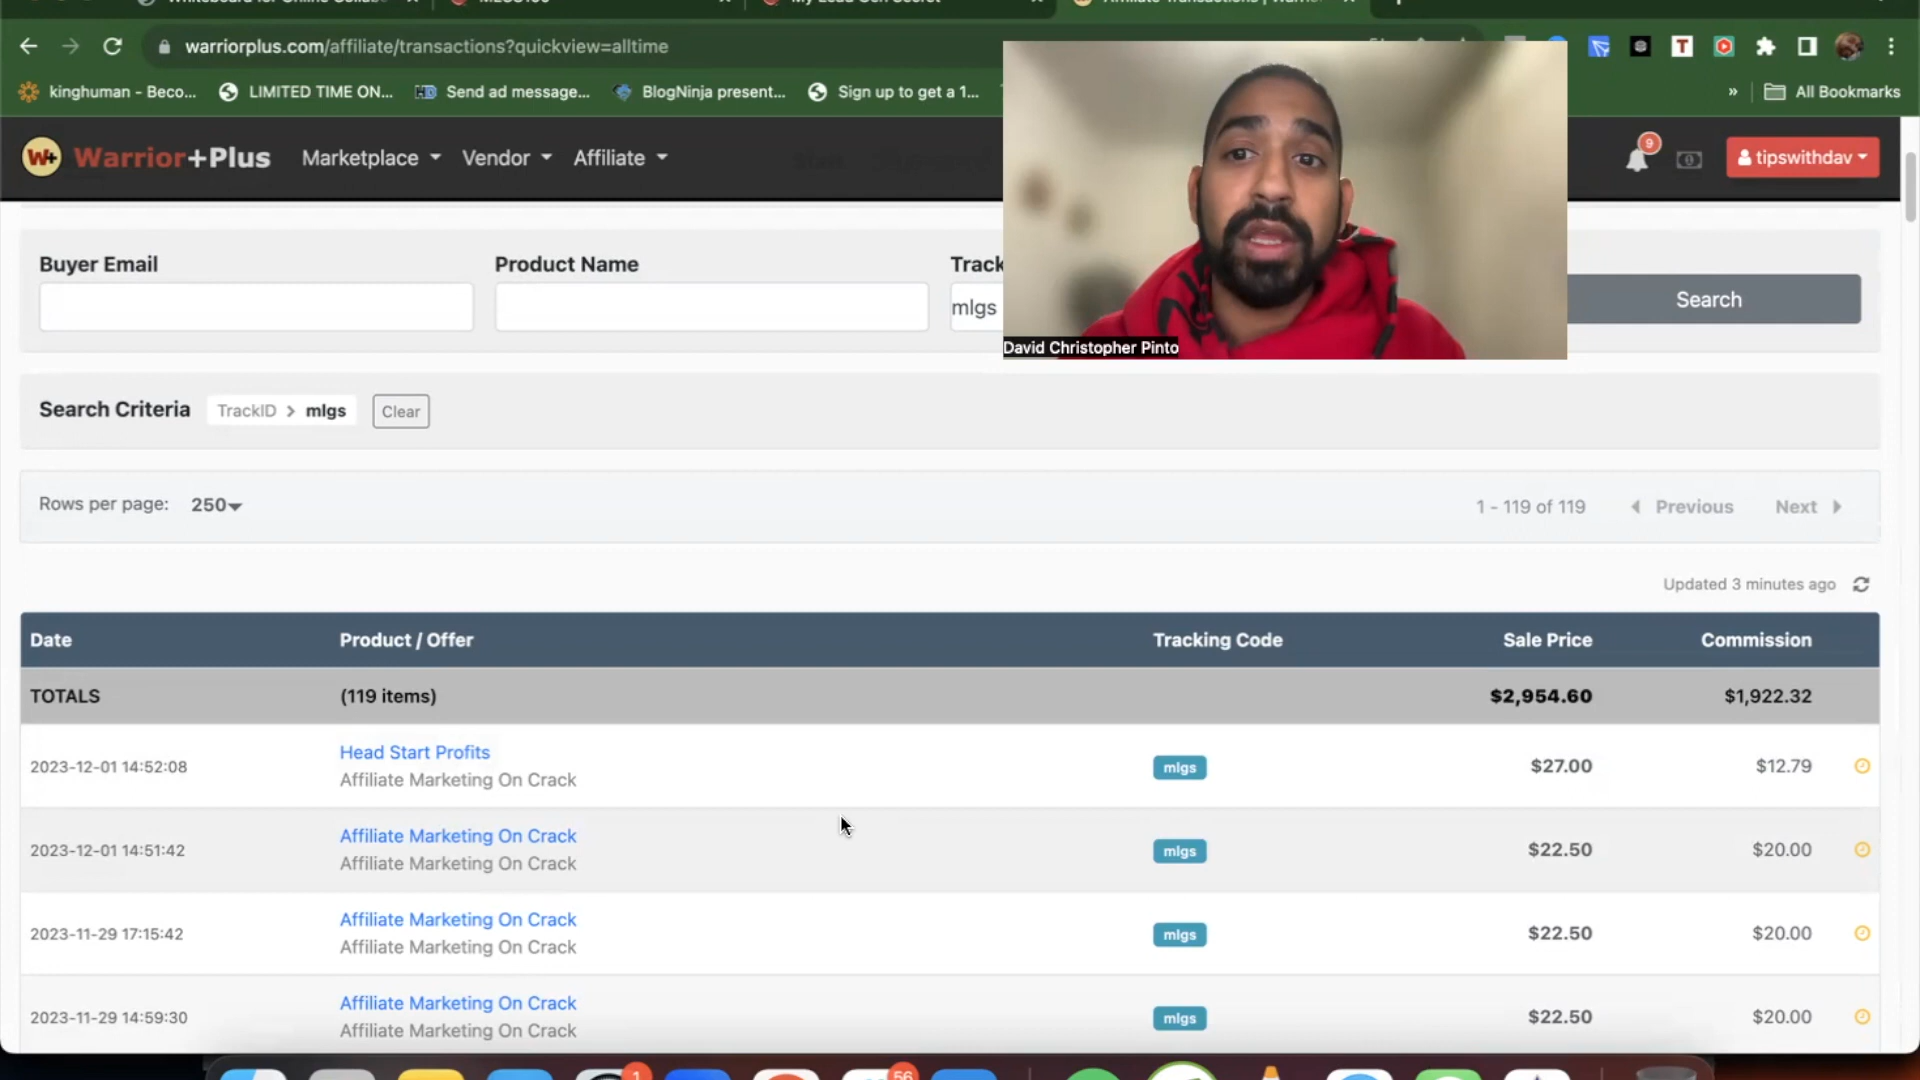 warriorplus.com/affiliate/transactions?quickview=alltime
kinghuman - Beco... LIMITED TIME ON... Send ad message... BlogNinja present... Sign up to get a 1... » All Bookmarks
W+ Warrior+Plus Marketplace Vendor Affiliate 9 tipswithdav
Buyer Email Product Name Track
mlgs Search
David Christopher Pinto
Search Criteria TrackID > mlgs Clear
Rows per page: 250 1 - 119 of 119 Previous Next
Updated 3 minutes ago
Date Product / Offer Tracking Code Sale Price Commission
TOTALS (119 items) $2,954.60 $1,922.32
Head Start Profits
2023-12-01 14:52:08 mlgs $27.00 $12.79
Affiliate Marketing On Crack
Affiliate Marketing On Crack
2023-12-01 14:51:42 mlgs $22.50 $20.00
Affiliate Marketing On Crack
Affiliate Marketing On Crack
2023-11-29 17:15:42 mlgs $22.50 $20.00
Affiliate Marketing On Crack
Affiliate Marketing On Crack
2023-11-29 14:59:30 mlgs $22.50 $20.00
Affiliate Marketing On Crack
1 56